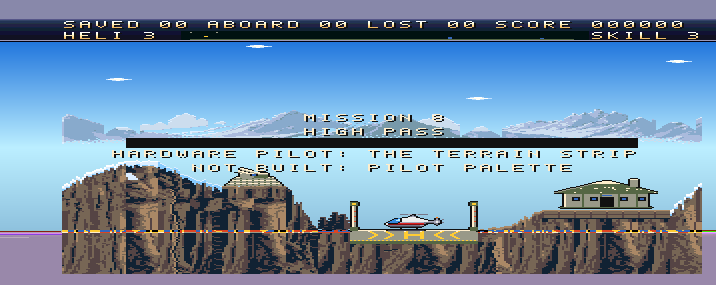 SAVED 00 ABOARD 00 LOST 00 SCORE 000000
HELI 3 SKILL 3
MISSION 8
HIGH PASS
HARDWARE PILOT: THE TERRAIN STRIP
NOT BUILT: PILOT PALETTE
H